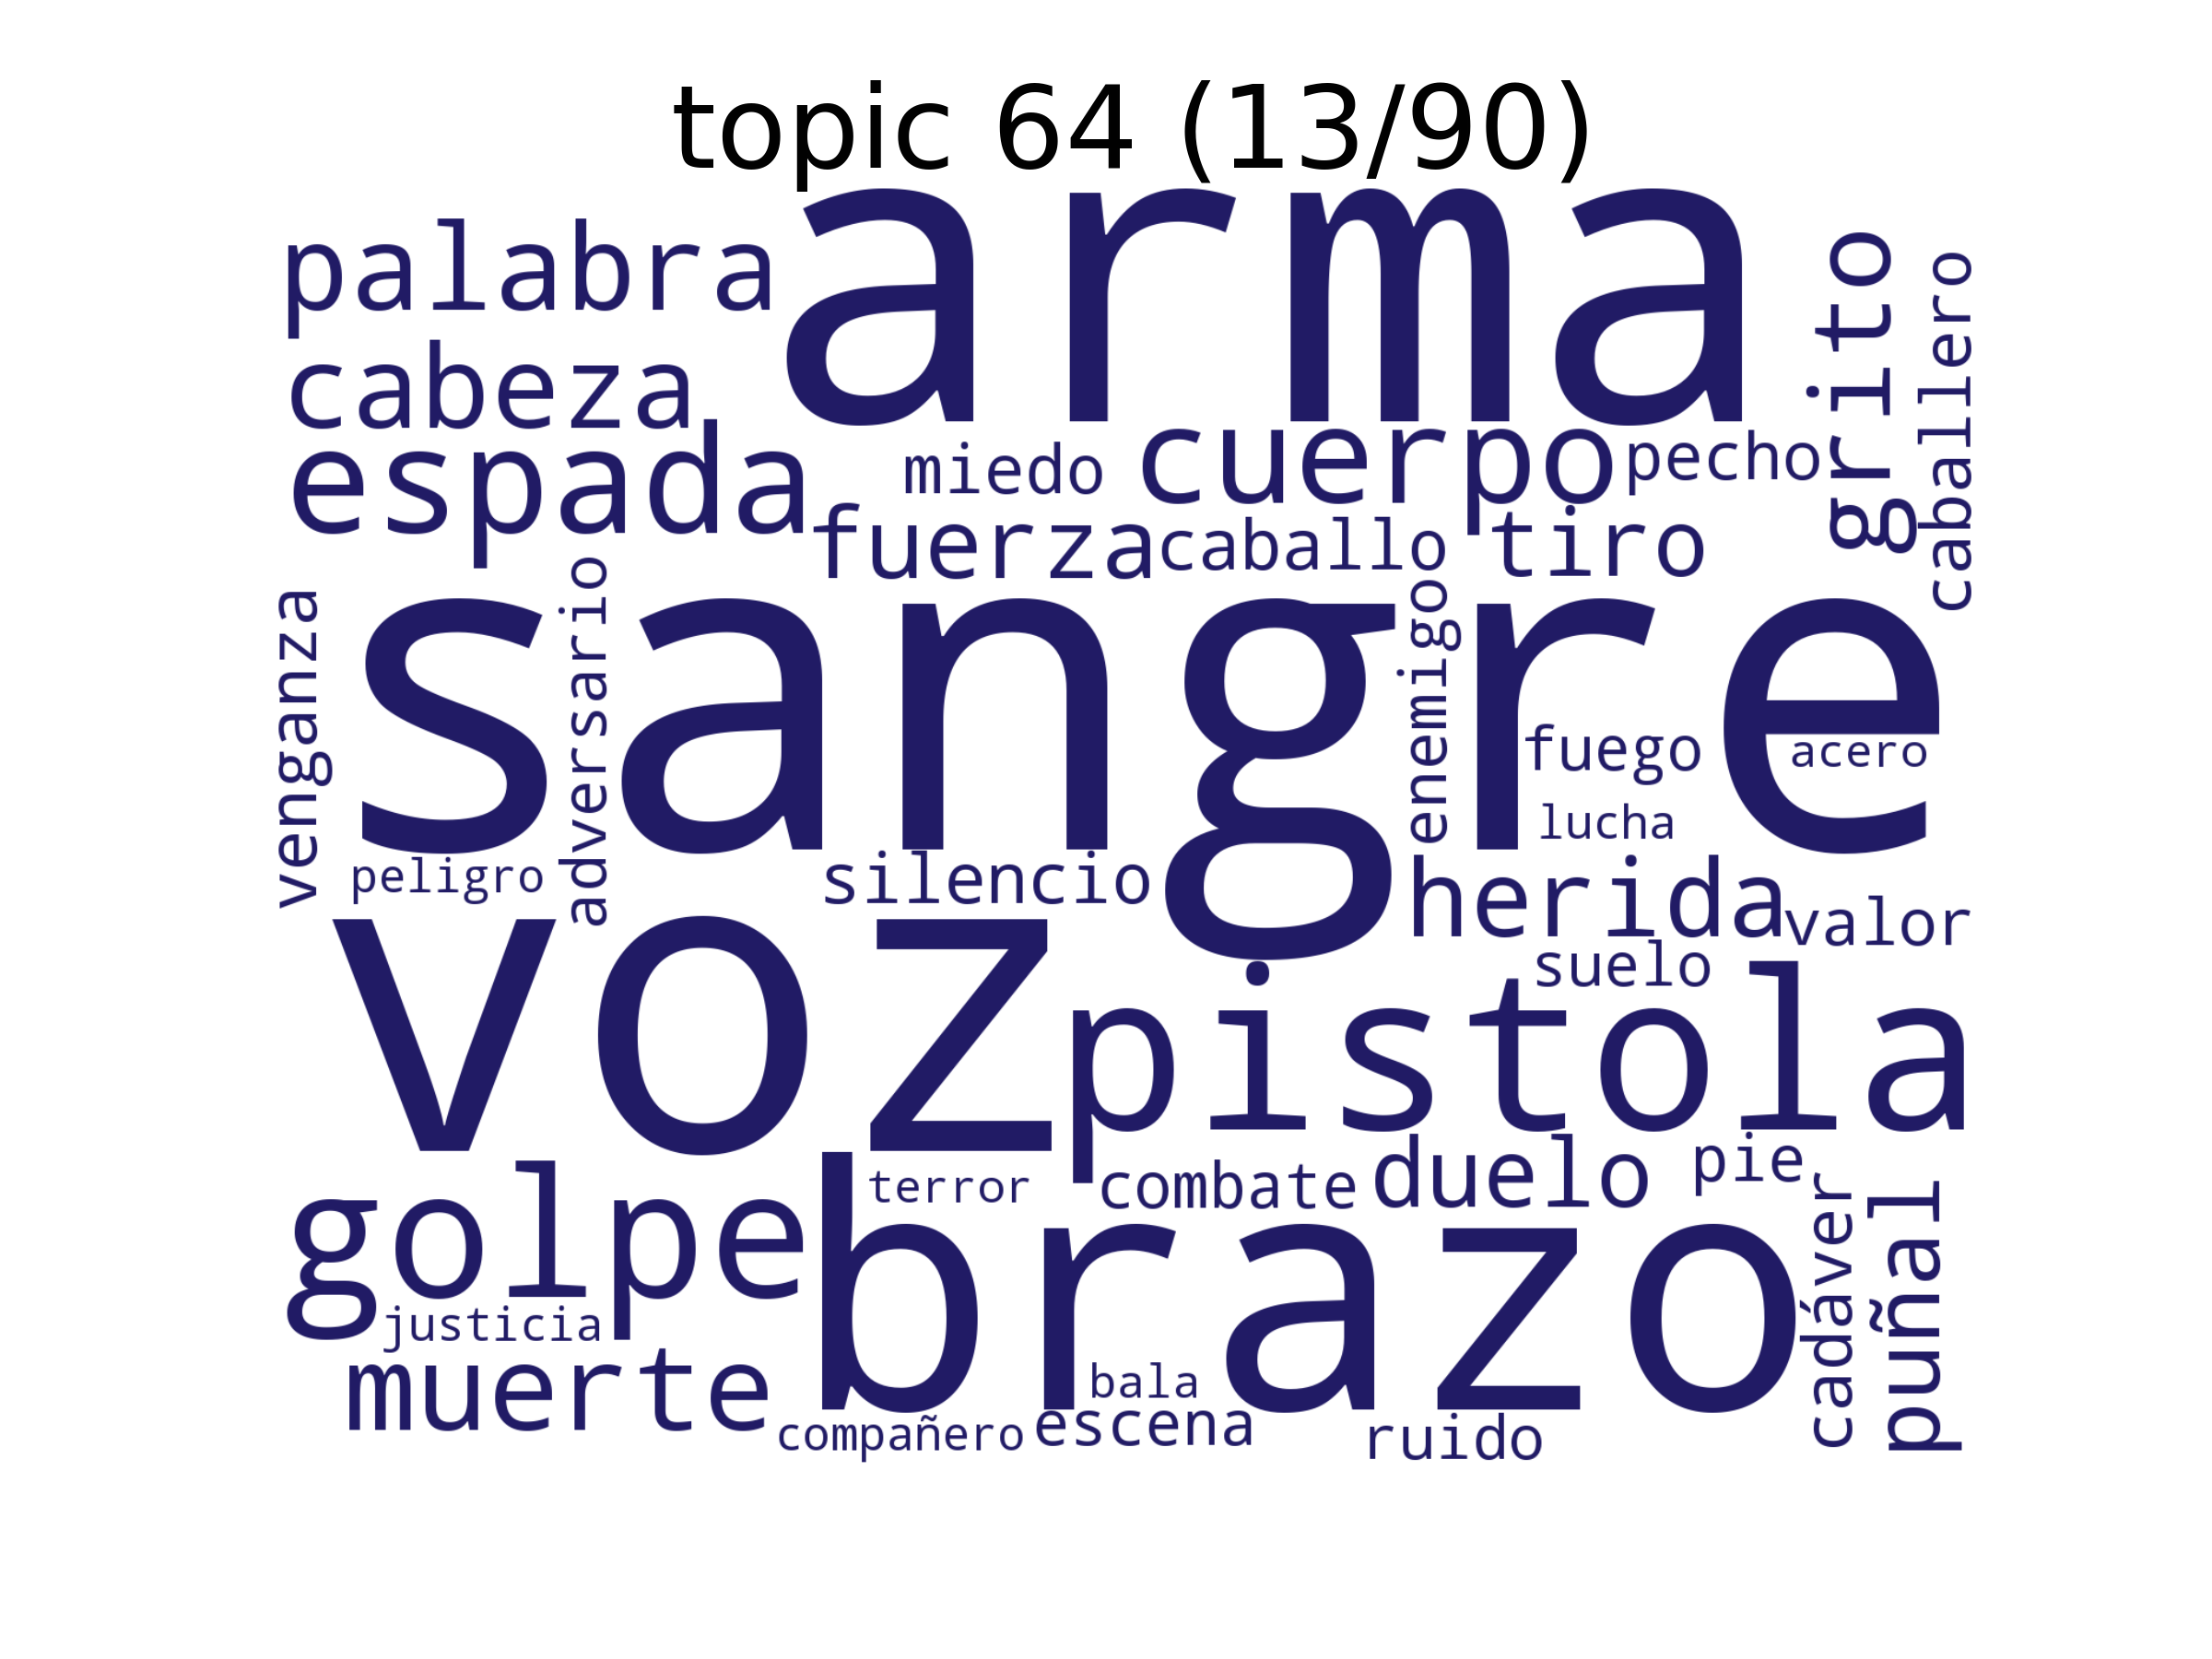 topic 64 (13/90)
arma
palabra
grito
caballero
cabeza
espada
miedo
cuerpo
pecho
fuerza
caballo
tiro
venganza
adversario
sangre
enemigo
fuego
acero
lucha
peligro
silencio
herida
valor
suelo
voz
pistola
golpe
terror
combate
duelo
pie
brazo
cadáver
puñal
justicia
muerte
bala
compañero
escena
ruido